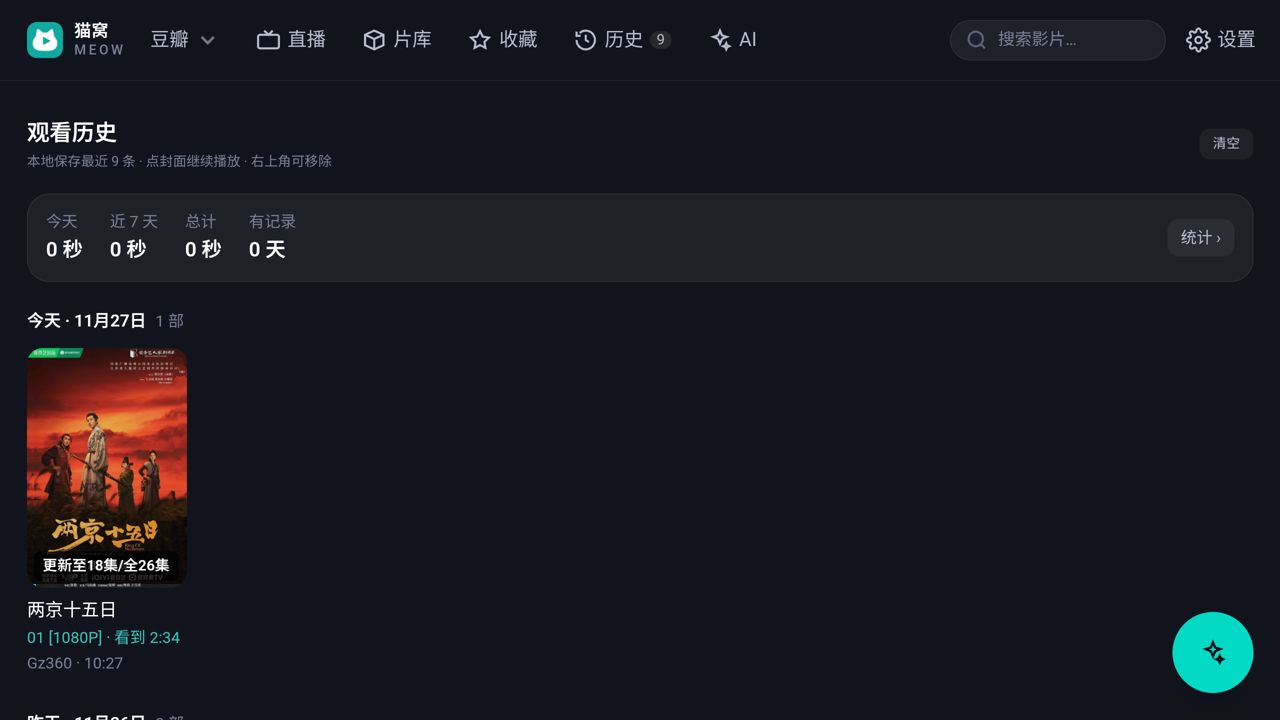 猫窝
MEOW
豆瓣
直播
片库
收藏
历史 9
AI
搜索影片…
设置
观看历史
本地保存最近 9 条 · 点封面继续播放 · 右上角可移除
清空
今天 近 7 天 总计 有记录
0 秒 0 秒 0 秒 0 天
统计 ›
今天 · 11月27日 1 部
两京十五日
更新至18集/全26集
两京十五日
01 [1080P] · 看到 2:34
Gz360 · 10:27